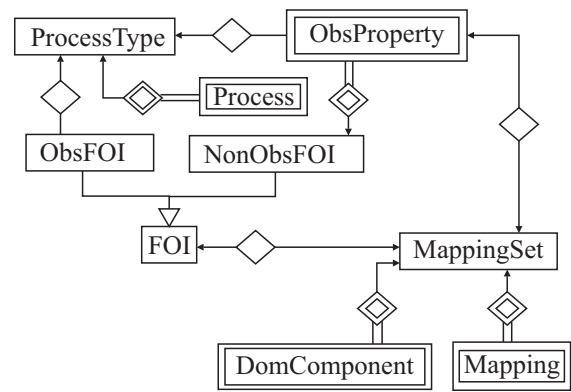 ProcessType
ObsProperty
Process
ObsFOI
NonObsFOI
FOI
MappingSet
DomComponent
Mapping